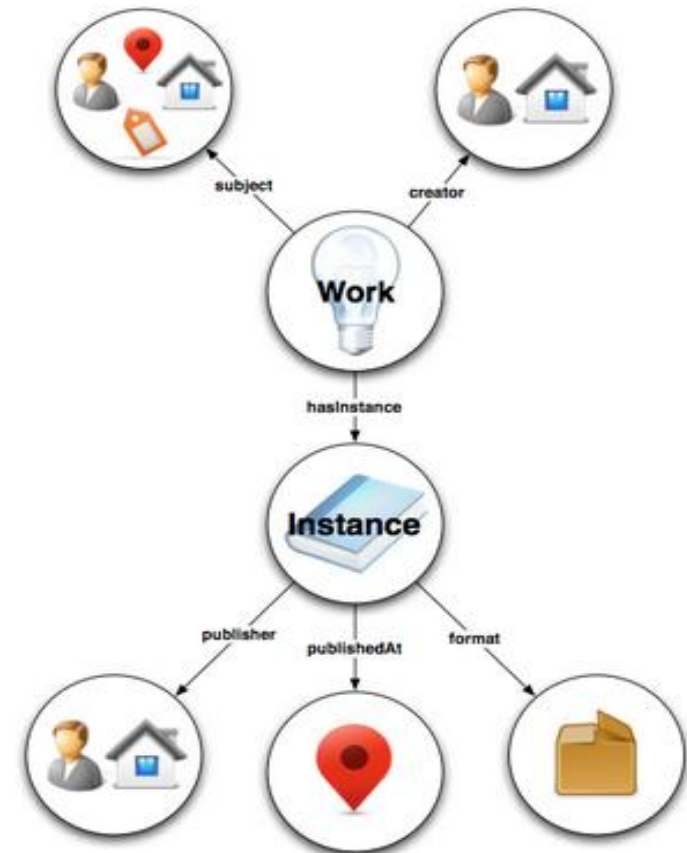 subject
creator
Work
hasInstance
Instance
publisher
publishedAt
format